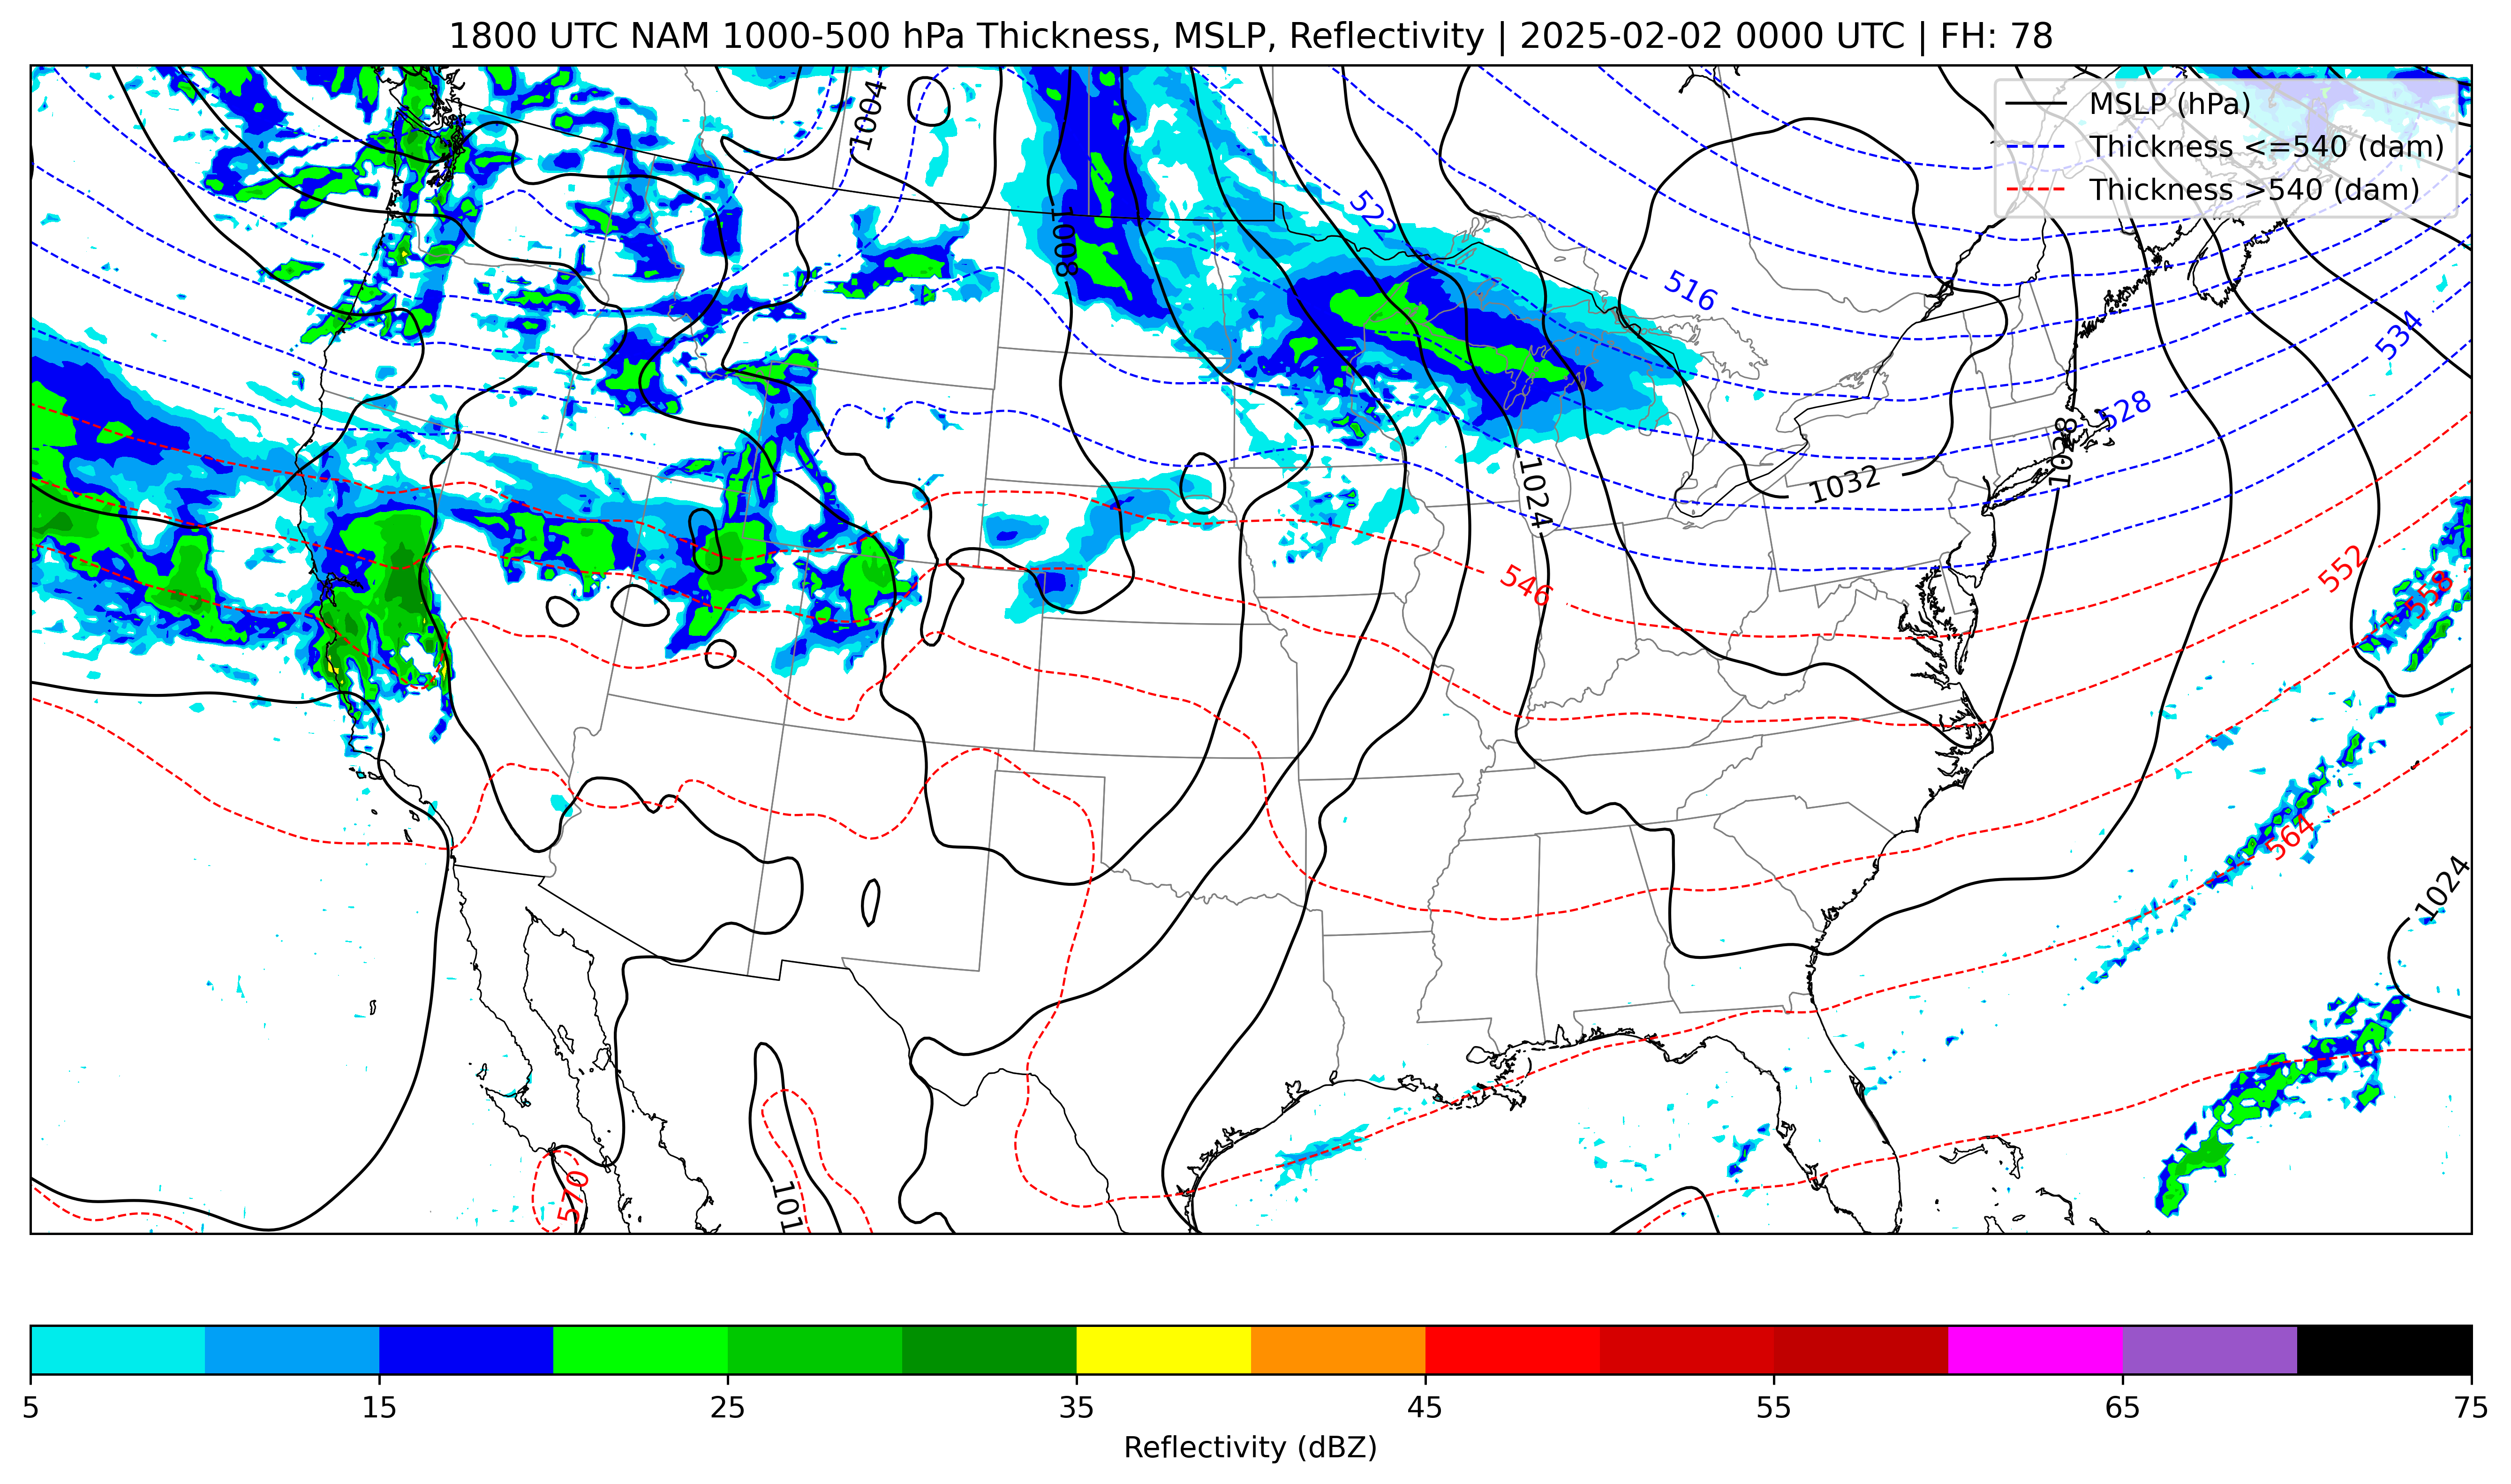 1800 UTC NAM 1000-500 hPa Thickness, MSLP, Reflectivity | 2025-02-02 0000 UTC | FH: 78
MSLP (hPa)
Thickness <=540 (dam)
Thickness >540 (dam)
1004
522
1008
516
534
528
1028
1032
1024
546
552
558
564
1024
570
101
5 15 25 35 45 55 65 75
Reflectivity (dBZ)